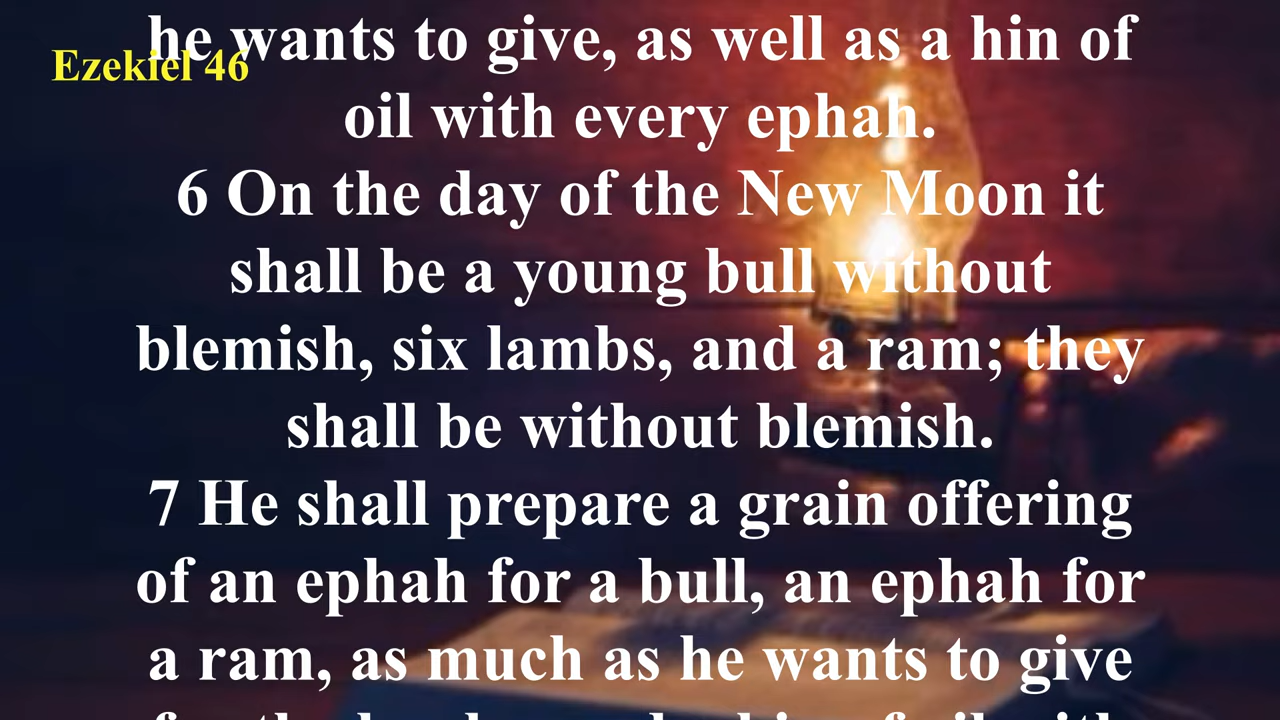 he wants to give, as well as a hin of
Ezekiel 46
oil with every ephah.
6 On the day of the New Moon it
shall be a young bull without
blemish, six lambs, and a ram; they
shall be without blemish.
7 He shall prepare a grain offering
of an ephah for a bull, an ephah for
a ram, as much as he wants to give